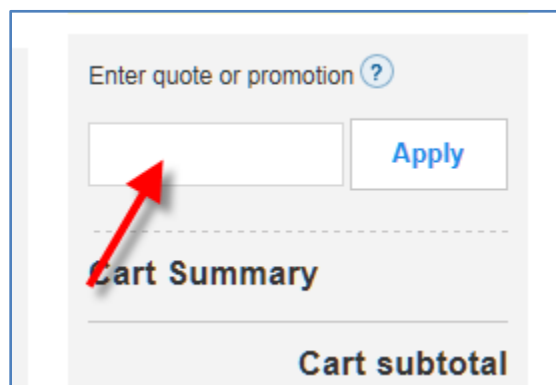 Enter quote or promotion ?
Apply
Cart Summary
Cart subtotal